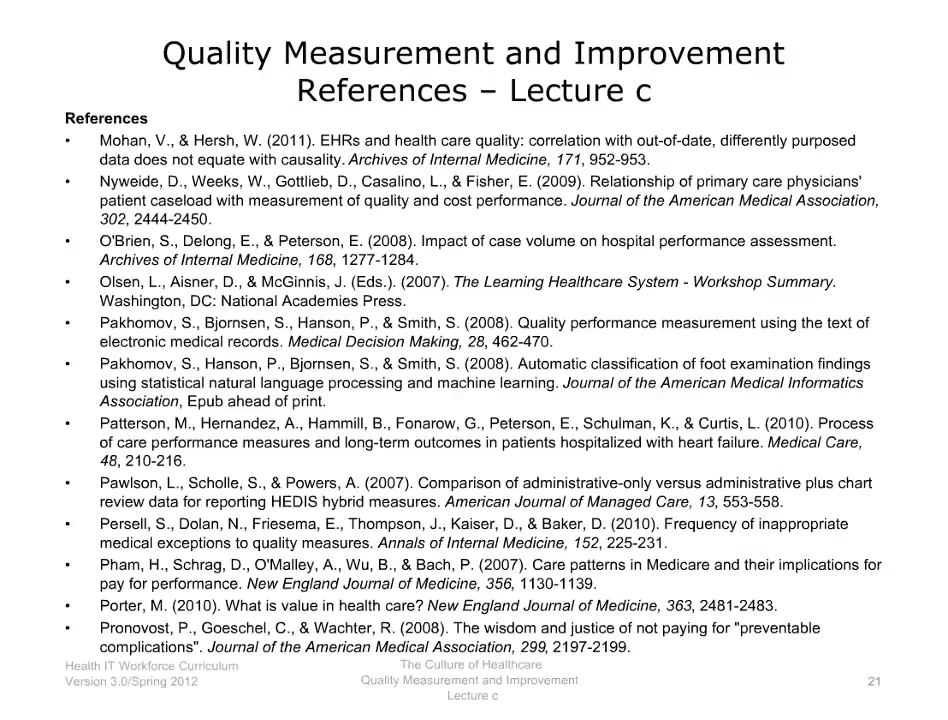 Quality Measurement and Improvement
References – Lecture c
References
• Mohan, V., & Hersh, W. (2011). EHRs and health care quality: correlation with out-of-date, differently purposed
data does not equate with causality. Archives of Internal Medicine, 171, 952-953.
• Nyweide, D., Weeks, W., Gottlieb, D., Casalino, L., & Fisher, E. (2009). Relationship of primary care physicians'
patient caseload with measurement of quality and cost performance. Journal of the American Medical Association,
302, 2444-2450.
• O'Brien, S., Delong, E., & Peterson, E. (2008). Impact of case volume on hospital performance assessment.
Archives of Internal Medicine, 168, 1277-1284.
• Olsen, L., Aisner, D., & McGinnis, J. (Eds.). (2007). The Learning Healthcare System - Workshop Summary.
Washington, DC: National Academies Press.
• Pakhomov, S., Bjornsen, S., Hanson, P., & Smith, S. (2008). Quality performance measurement using the text of
electronic medical records. Medical Decision Making, 28, 462-470.
• Pakhomov, S., Hanson, P., Bjornsen, S., & Smith, S. (2008). Automatic classification of foot examination findings
using statistical natural language processing and machine learning. Journal of the American Medical Informatics
Association, Epub ahead of print.
• Patterson, M., Hernandez, A., Hammill, B., Fonarow, G., Peterson, E., Schulman, K., & Curtis, L. (2010). Process
of care performance measures and long-term outcomes in patients hospitalized with heart failure. Medical Care,
48, 210-216.
• Pawlson, L., Scholle, S., & Powers, A. (2007). Comparison of administrative-only versus administrative plus chart
review data for reporting HEDIS hybrid measures. American Journal of Managed Care, 13, 553-558.
• Persell, S., Dolan, N., Friesema, E., Thompson, J., Kaiser, D., & Baker, D. (2010). Frequency of inappropriate
medical exceptions to quality measures. Annals of Internal Medicine, 152, 225-231.
• Pham, H., Schrag, D., O'Malley, A., Wu, B., & Bach, P. (2007). Care patterns in Medicare and their implications for
pay for performance. New England Journal of Medicine, 356, 1130-1139.
• Porter, M. (2010). What is value in health care? New England Journal of Medicine, 363, 2481-2483.
• Pronovost, P., Goeschel, C., & Wachter, R. (2008). The wisdom and justice of not paying for "preventable
complications". Journal of the American Medical Association, 299, 2197-2199.
Health IT Workforce Curriculum
Version 3.0/Spring 2012
The Culture of Healthcare
Quality Measurement and Improvement
Lecture c
21